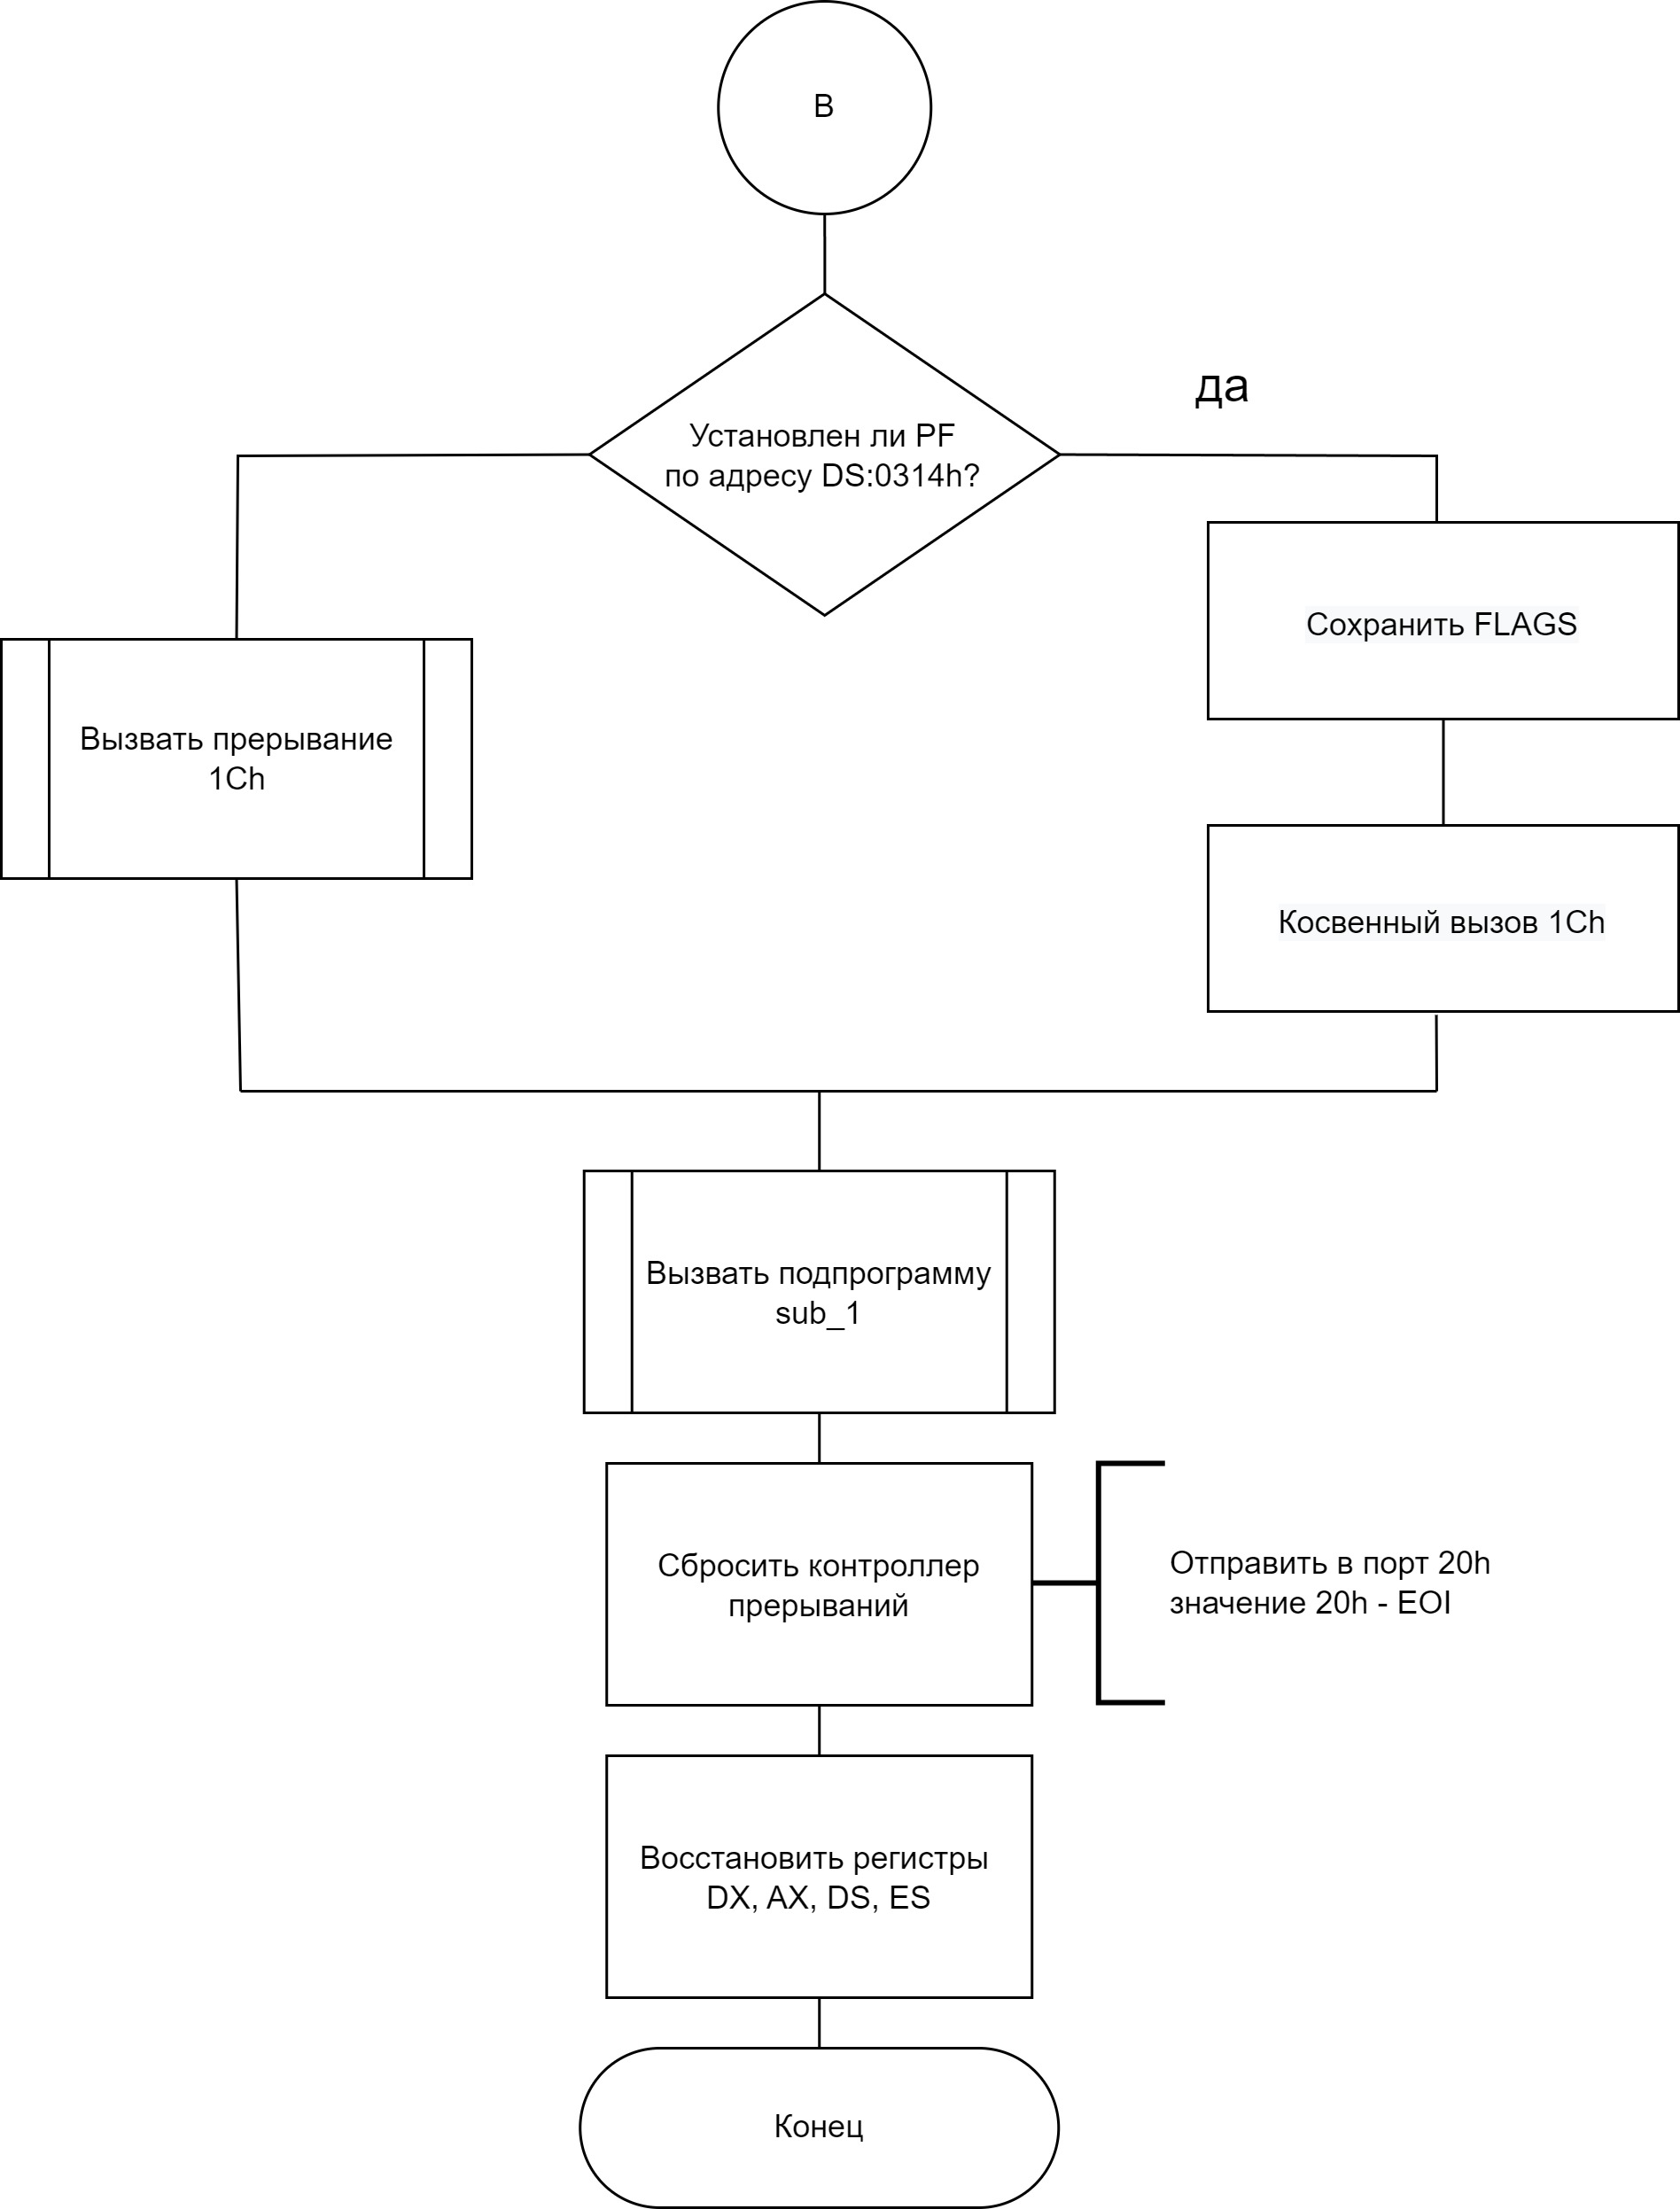 В
да
Установлен ли PF
по адресу DS:0314h?
Сохранить FLAGS
Вызвать прерывание
1Ch
Косвенный вызов 1Ch
Вызвать подпрограмму
sub_1
Сбросить контроллер
прерываний
Отправить в порт 20h
значение 20h - EOI
Восстановить регистры
DX, AX, DS, ES
Конец